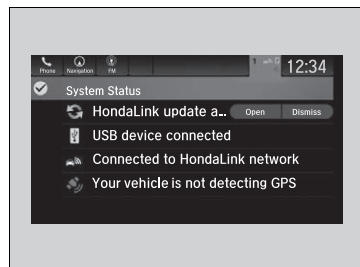 Phone Navigation FM 1 12:34
System Status
HondaLink update a... Open Dismiss
USB device connected
Connected to HondaLink network
Your vehicle is not detecting GPS